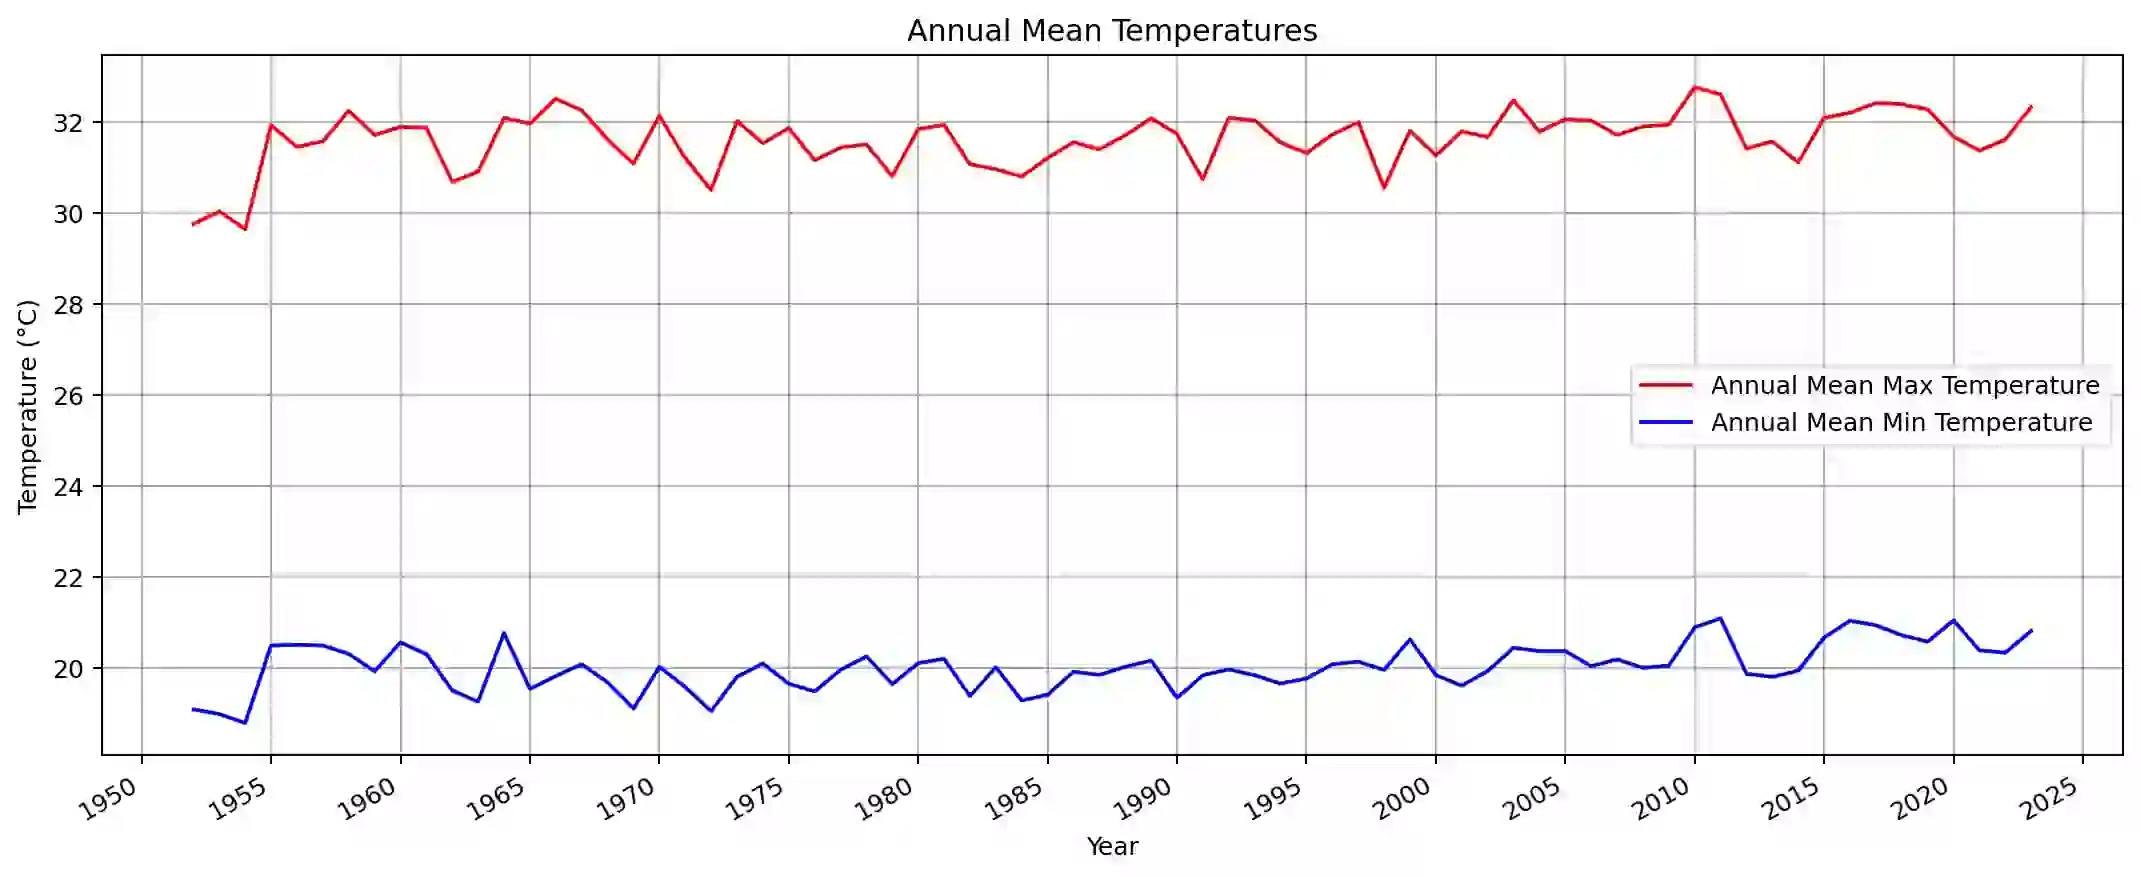 Annual Mean Temperatures
Temperature (°C)
32
30
28
26
24
22
20
Annual Mean Max Temperature
Annual Mean Min Temperature
1950 1955 1960 1965 1970 1975 1980 1985 1990 1995 2000 2005 2010 2015 2020 2025
Year